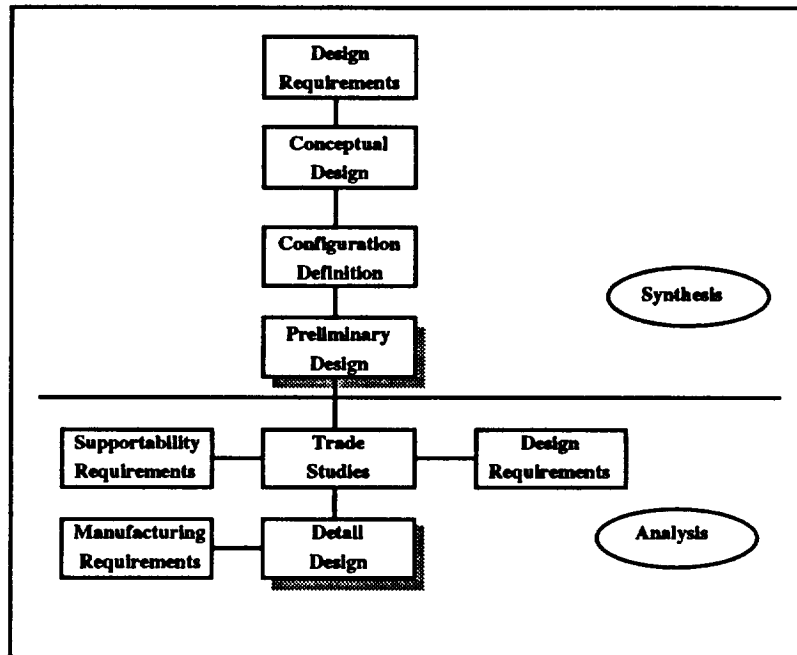 Design
Requirements
Conceptual
Design
Configuration
Definition
Synthesis
Preliminary
Design
Supportability
Requirements
Trade
Studies
Design
Requirements
Manufacturing
Requirements
Detail
Design
Analysis